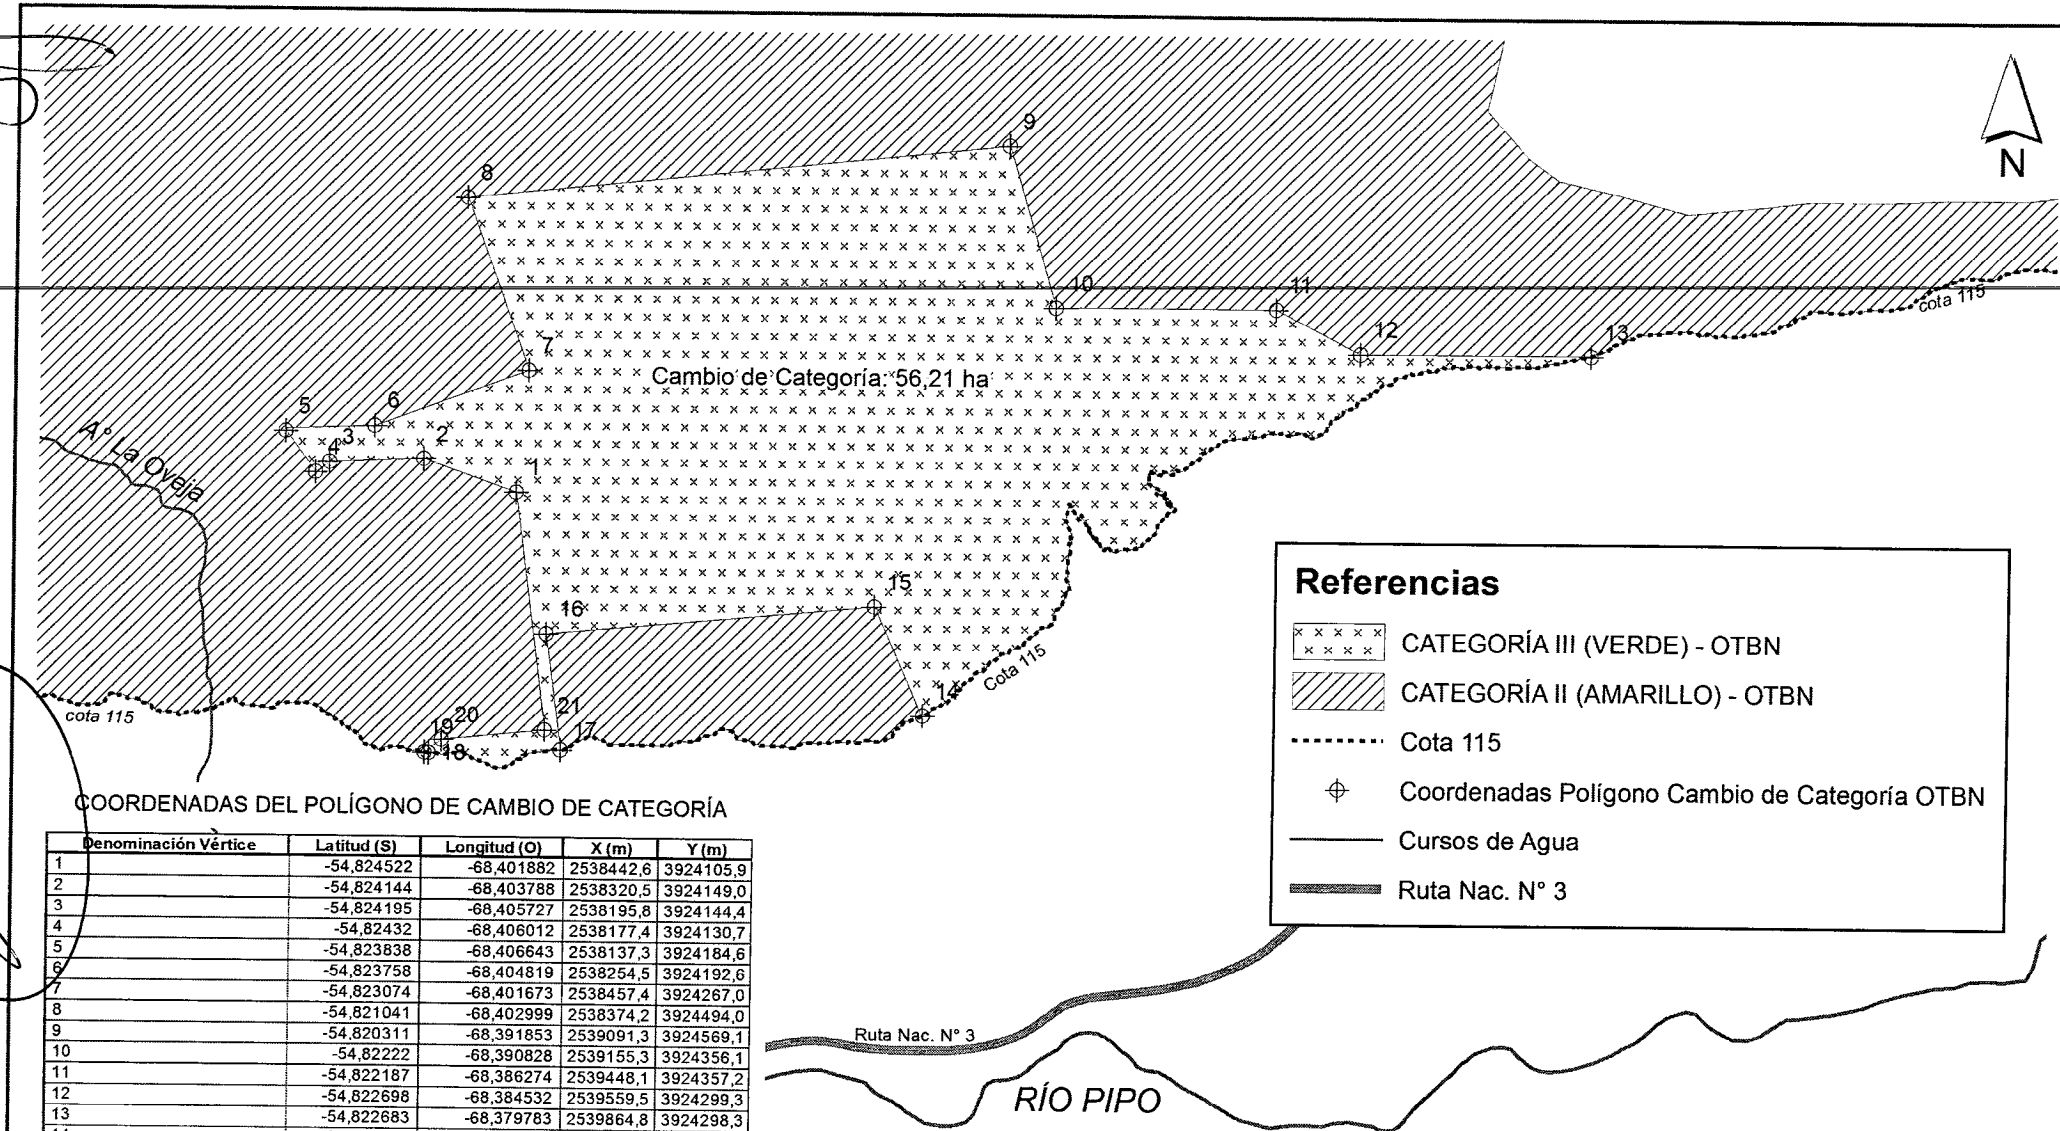 9
8
N
10
11
cota 115
12
13
7
Cambio de Categoría: 56,21 ha
5
6
A° La Oveja
4
3
2
1
15
16
Cota 115
14
cota 115
20
21
19
17
18
Referencias
CATEGORÍA III (VERDE) - OTBN
CATEGORÍA II (AMARILLO) - OTBN
Cota 115
Coordenadas Polígono Cambio de Categoría OTBN
Cursos de Agua
Ruta Nac. N° 3
COORDENADAS DEL POLÍGONO DE CAMBIO DE CATEGORÍA
Denominación Vértice Latitud (S) Longitud (O) X (m) Y (m)
1 -54,824522 -68,401882 2538442,6 3924105,9
2 -54,824144 -68,403788 2538320,5 3924149,0
3 -54,824195 -68,405727 2538195,8 3924144,4
4 -54,82432 -68,406012 2538177,4 3924130,7
5 -54,823838 -68,406643 2538137,3 3924184,6
6 -54,823758 -68,404819 2538254,5 3924192,6
7 -54,823074 -68,401673 2538457,4 3924267,0
8 -54,821041 -68,402999 2538374,2 3924494,0
9 -54,820311 -68,391853 2539091,3 3924569,1
10 -54,82222 -68,390828 2539155,3 3924356,1
11 -54,822187 -68,386274 2539448,1 3924357,2
12 -54,822698 -68,384532 2539559,5 3924299,3
13 -54,822683 -68,379783 2539864,8 3924298,3
Ruta Nac. N° 3
RÍO PIPO